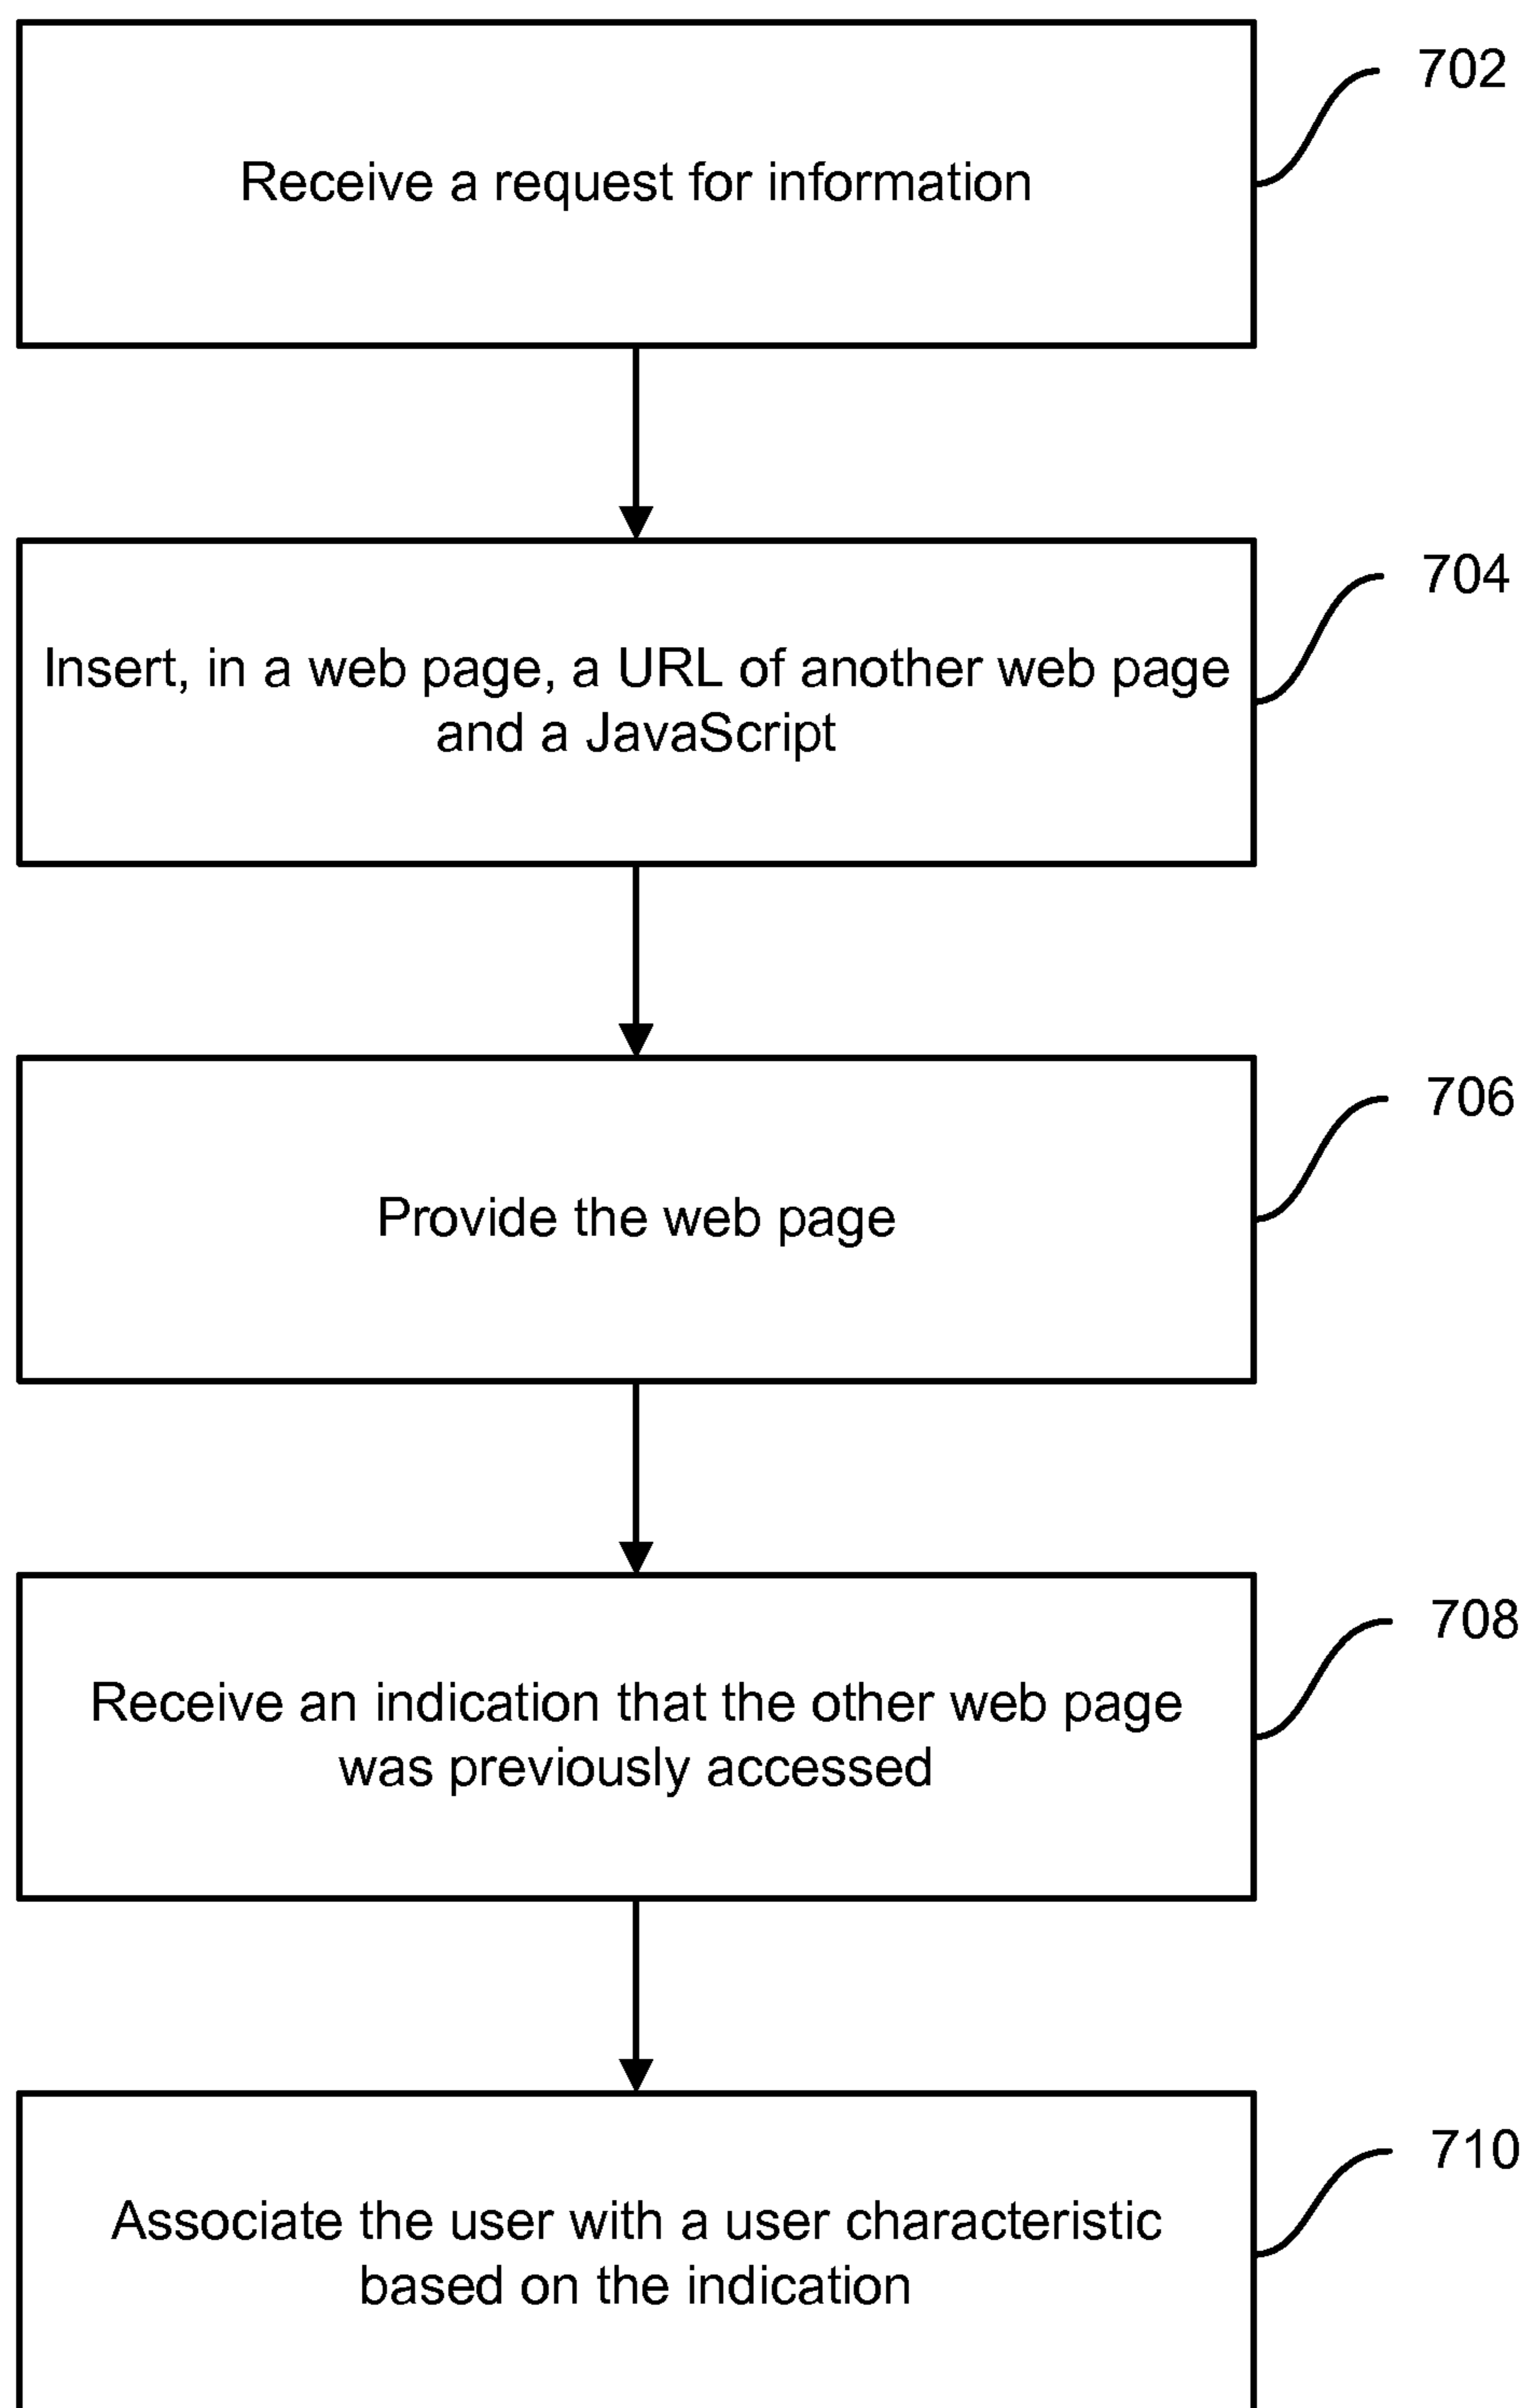 702
Receive a request for information
704
Insert, in a web page, a URL of another web page
and a JavaScript
706
Provide the web page
708
Receive an indication that the other web page
was previously accessed
710
Associate the user with a user characteristic
based on the indication